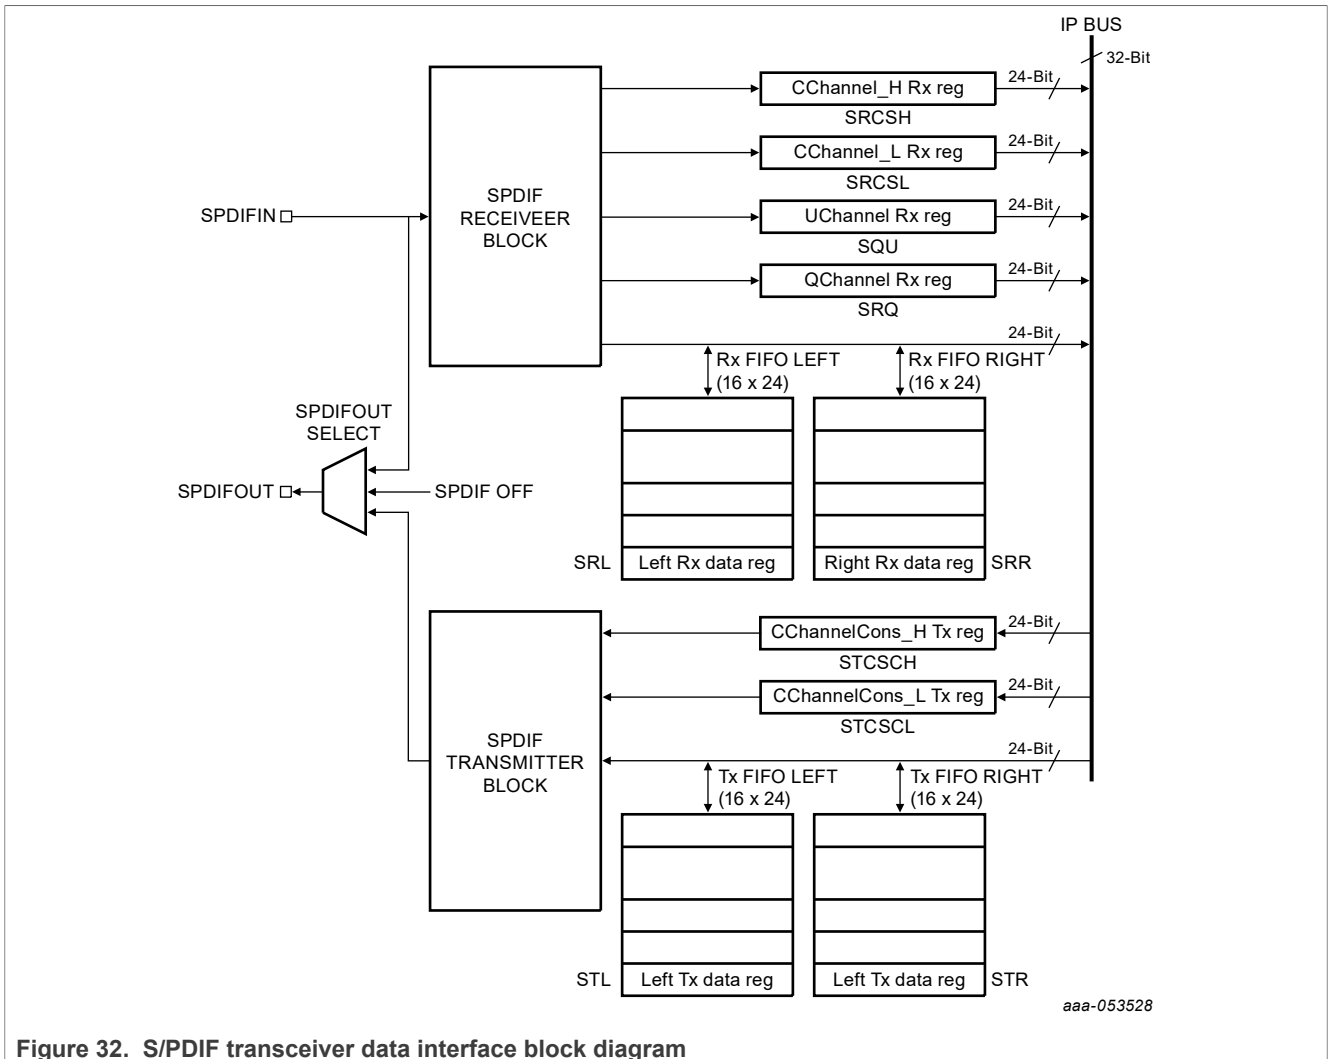 IP BUS
32-Bit
CChannel_H Rx reg
24-Bit
SRCSH
CChannel_L Rx reg
24-Bit
SRCSL
SPDIF
RECEIVEER
BLOCK
SPDIFIN
UChannel Rx reg
24-Bit
SQU
QChannel Rx reg
24-Bit
SRQ
24-Bit
Rx FIFO LEFT
(16 x 24)
Rx FIFO RIGHT
(16 x 24)
SPDIFOUT
SELECT
SPDIFOUT
SPDIF OFF
SRL
Left Rx data reg
Right Rx data reg
SRR
CChannelCons_H Tx reg
24-Bit
STCSCH
CChannelCons_L Tx reg
24-Bit
STCSCL
SPDIF
TRANSMITTER
BLOCK
24-Bit
Tx FIFO LEFT
(16 x 24)
Tx FIFO RIGHT
(16 x 24)
STL
Left Tx data reg
Left Tx data reg
STR
aaa-053528
Figure 32. S/PDIF transceiver data interface block diagram